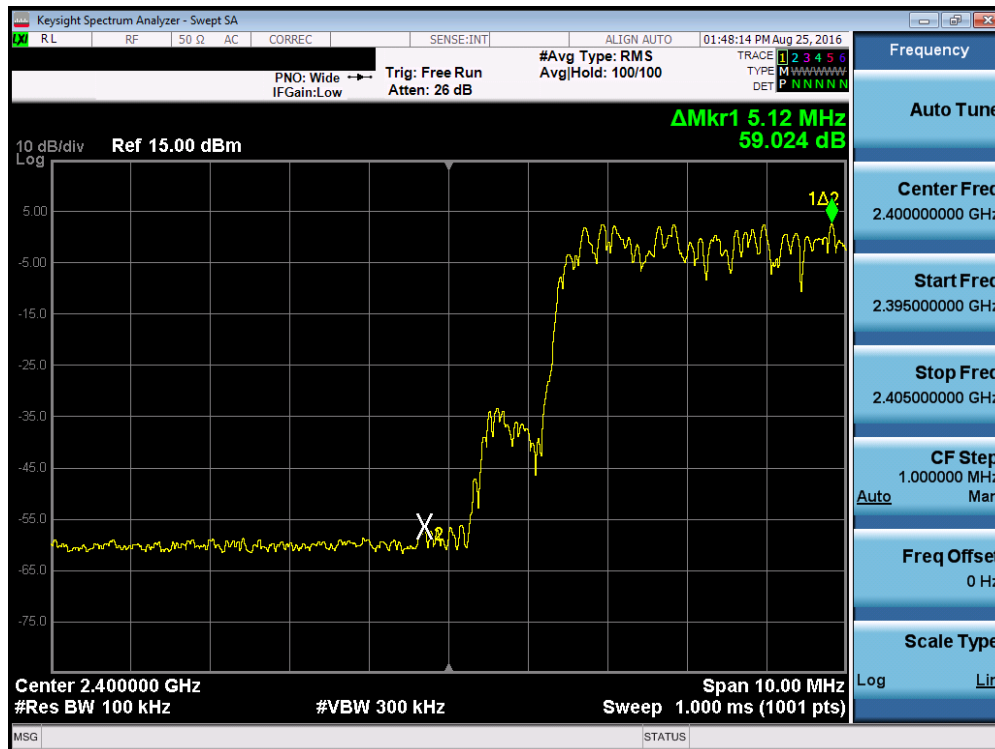 Keysight Spectrum Analyzer - Swept SA
LXI RL RF 50 Ω AC CORREC SENSE:INT ALIGN AUTO 01:48:14 PM Aug 25, 2016
PNO: Wide
IFGain:Low
Trig: Free Run
Atten: 26 dB
#Avg Type: RMS
Avg|Hold: 100/100
TRACE 1 2 3 4 5 6
TYPE M WWWWW
DET P N N N N N
ΔMkr1 5.12 MHz
59.024 dB
10 dB/div Ref 15.00 dBm
Log
1Δ2
5.00
-5.00
-15.0
-25.0
-35.0
-45.0
-55.0
X2
-65.0
-75.0
Center 2.400000 GHz Span 10.00 MHz
#Res BW 100 kHz #VBW 300 kHz Sweep 1.000 ms (1001 pts)
MSG STATUS
Frequency
Auto Tune
Center Freq
2.400000000 GHz
Start Freq
2.395000000 GHz
Stop Freq
2.405000000 GHz
CF Step
1.000000 MHz
Auto Man
Freq Offset
0 Hz
Scale Type
Log Lin